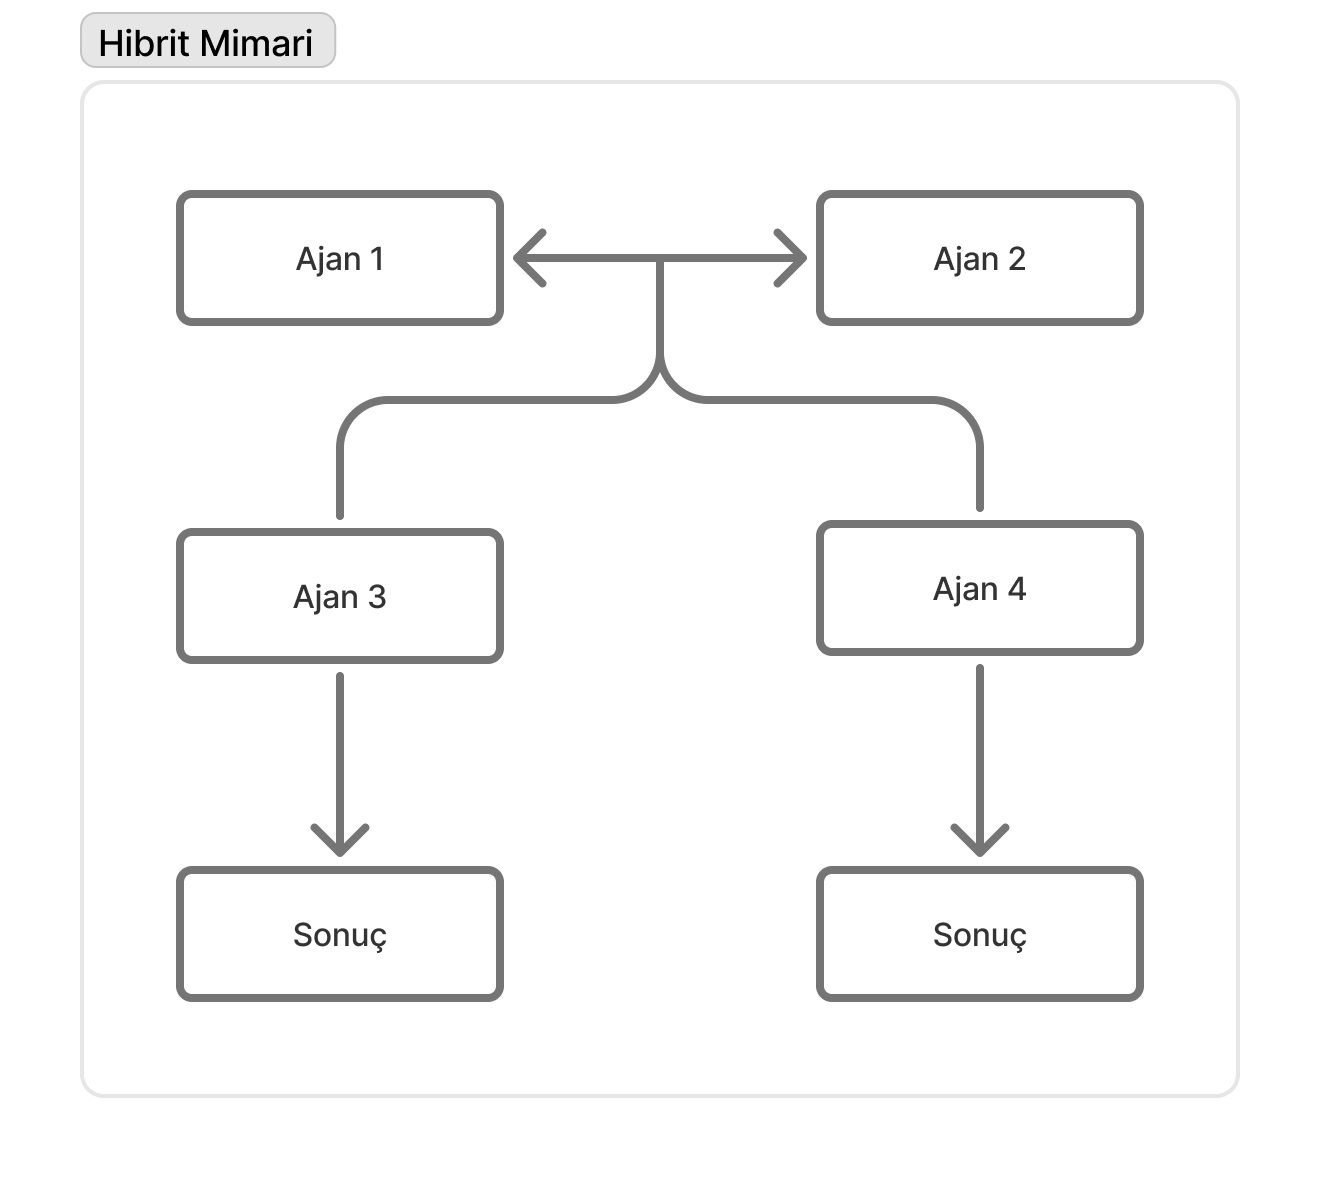 Hibrit Mimari
Ajan 1
Ajan 2
Ajan 3
Ajan 4
Sonuç
Sonuç